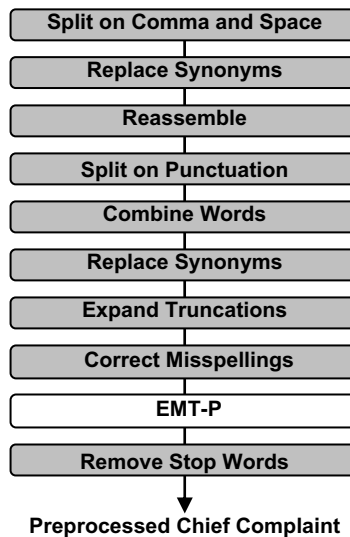 Split on Comma and Space
Replace Synonyms
Reassemble
Split on Punctuation
Combine Words
Replace Synonyms
Expand Truncations
Correct Misspellings
EMT-P
Remove Stop Words
Preprocessed Chief Complaint